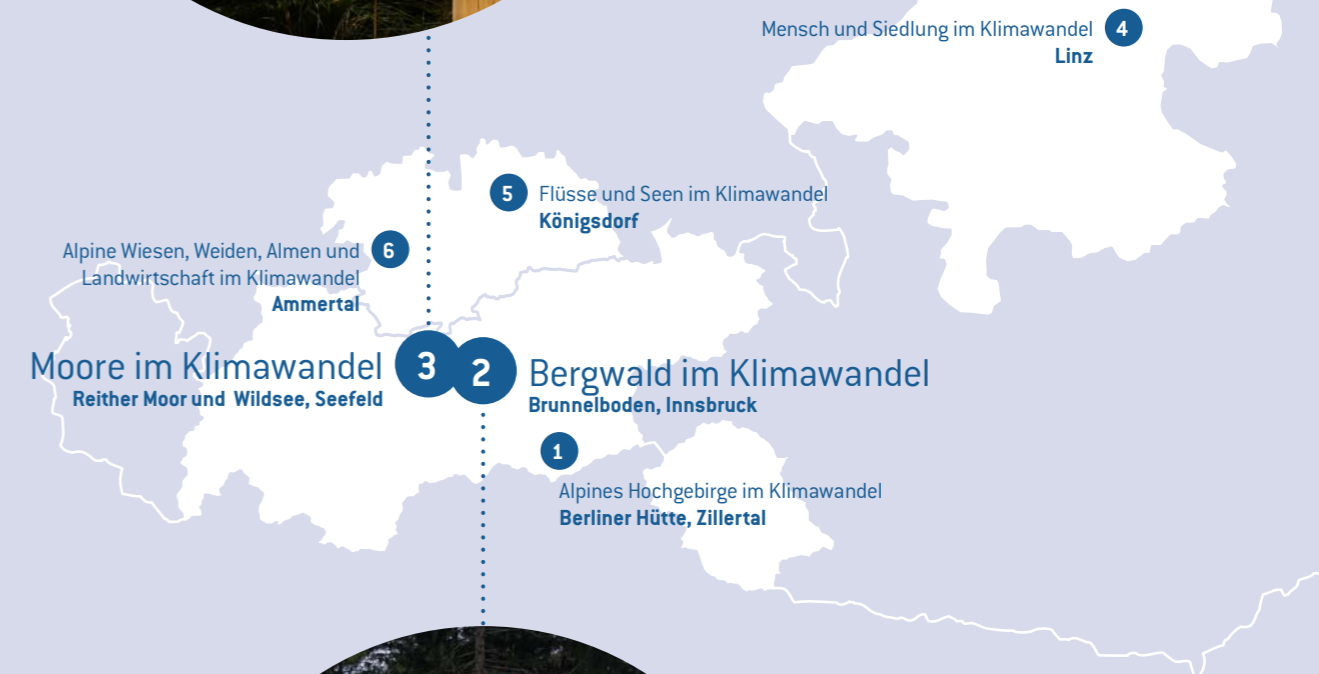 Mensch und Siedlung im Klimawandel 4
Linz
5 Flüsse und Seen im Klimawandel
Königsdorf
Alpine Wiesen, Weiden, Almen und 6
Landwirtschaft im Klimawandel
Ammertal
Moore im Klimawandel 3
Reither Moor und Wildsee, Seefeld
2 Bergwald im Klimawandel
Brunnelboden, Innsbruck
1
Alpines Hochgebirge im Klimawandel
Berliner Hütte, Zillertal